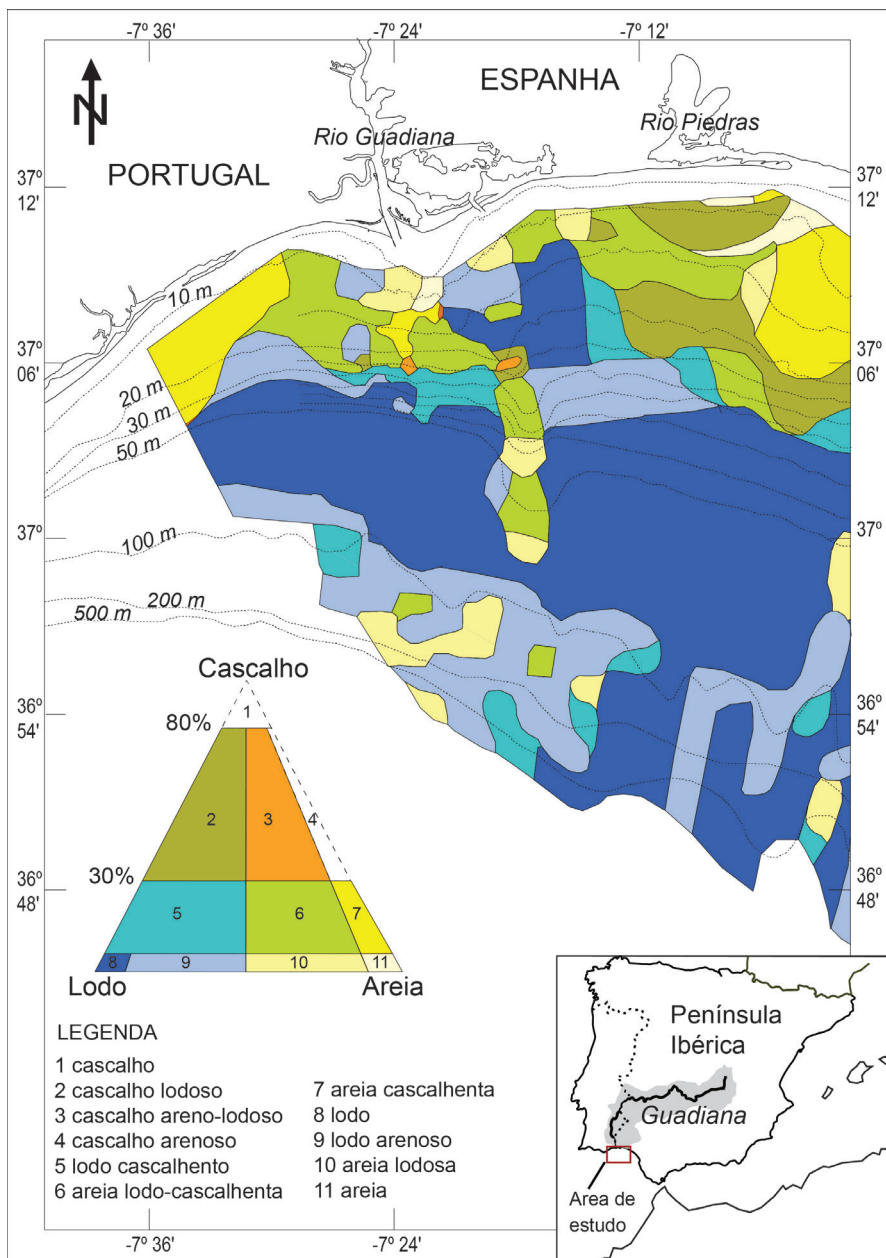 -7º 36'
-7º 24'
-7º 12'
N
ESPANHA
Rio Guadiana
Rio Piedras
PORTUGAL
37º
12'
37º
12'
10 m
37º
06'
37º
06'
20 m
30 m
50 m
37º
37º
100 m
200 m
500 m
Cascalho
80%
1
36º
54'
36º
54'
2
3
4
30%
36º
48'
36º
48'
5
6
7
8
9
10
11
Lodo
Areia
LEGENDA
1 cascalho
2 cascalho lodoso
3 cascalho areno-lodoso
4 cascalho arenoso
5 lodo cascalhento
6 areia lodo-cascalhenta
7 areia cascalhenta
8 lodo
9 lodo arenoso
10 areia lodosa
11 areia
Península
Ibérica
Guadiana
Area de
estudo
-7º 36'
-7º 24'
-7º 12'